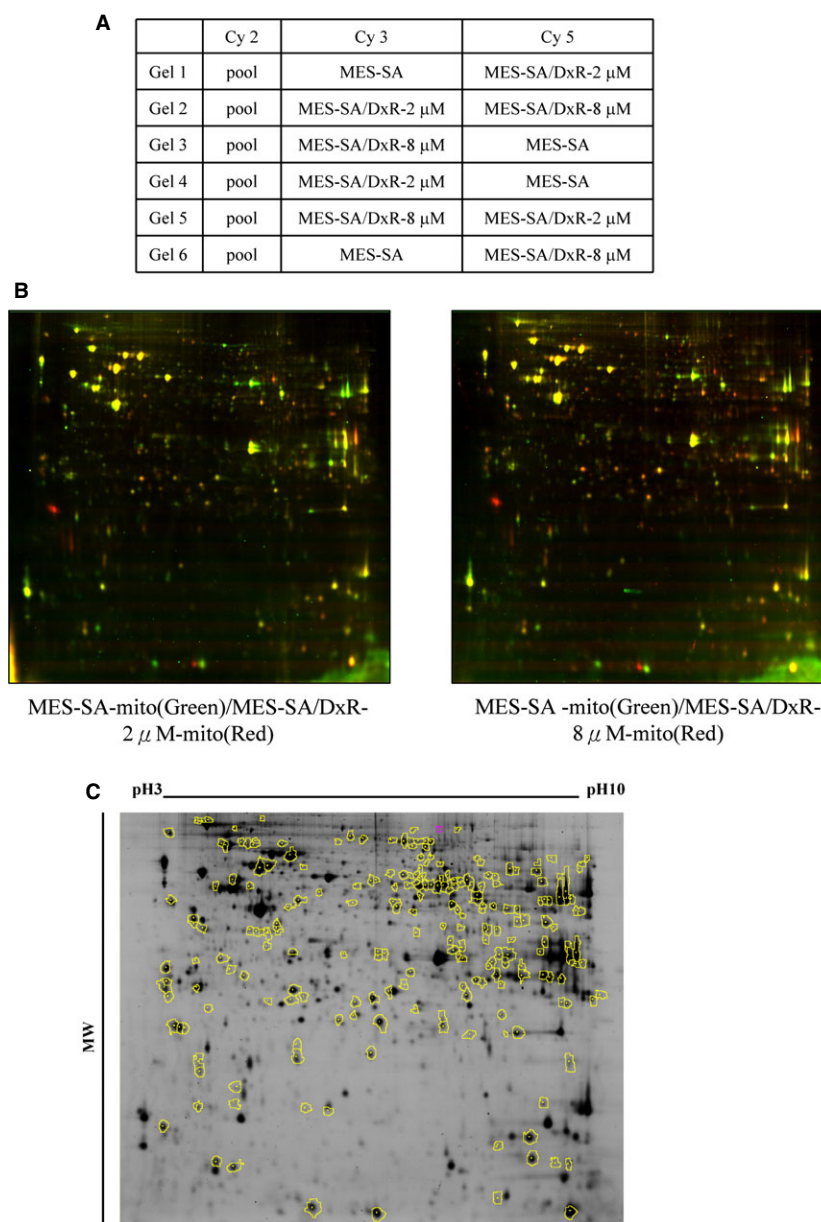 A
Cy 2 Cy 3 Cy 5
Gel 1 pool MES-SA MES-SA/DxR-2 μM
Gel 2 pool MES-SA/DxR-2 μM MES-SA/DxR-8 μM
Gel 3 pool MES-SA/DxR-8 μM MES-SA
Gel 4 pool MES-SA/DxR-2 μM MES-SA
Gel 5 pool MES-SA/DxR-8 μM MES-SA/DxR-2 μM
Gel 6 pool MES-SA MES-SA/DxR-8 μM
B
MES-SA-mito(Green)/MES-SA/DxR-
2 μ M-mito(Red)
MES-SA -mito(Green)/MES-SA/DxR-
8 μ M-mito(Red)
C
pH3 pH10
MW